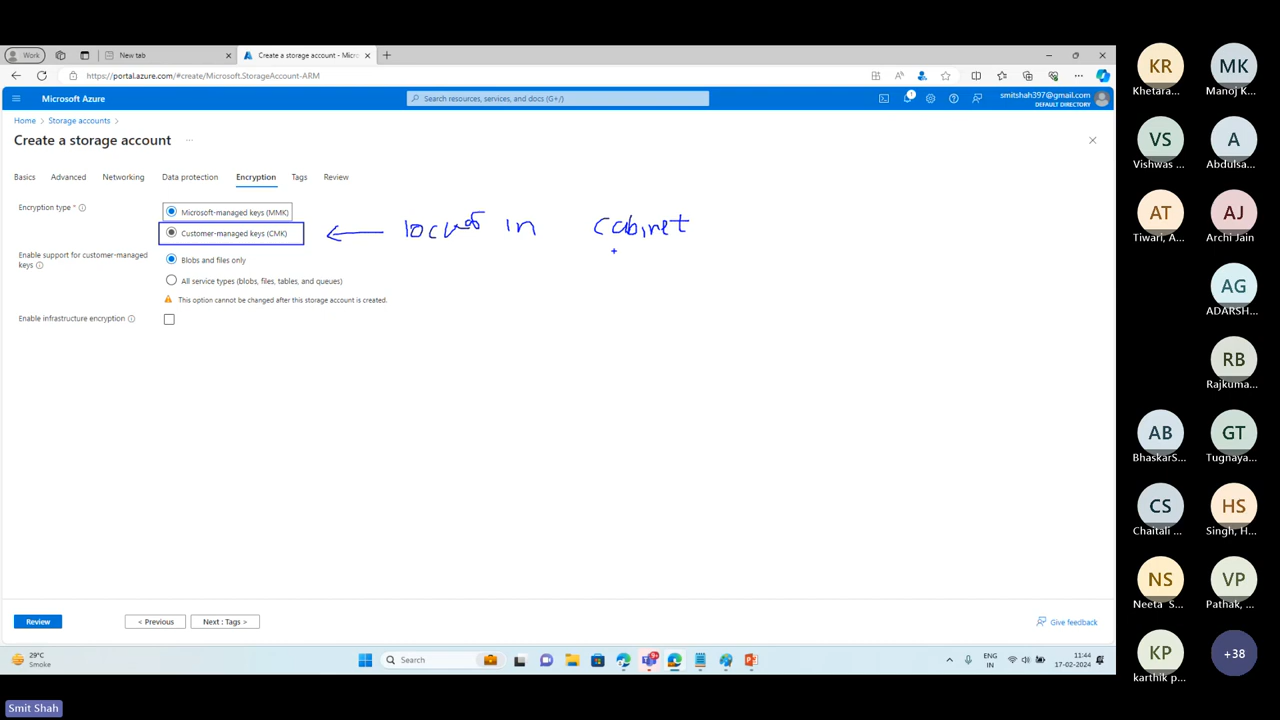 Work
New tab
Create a storage account - Micro
https://portal.azure.com/#create/Microsoft.StorageAccount-ARM
Microsoft Azure
Search resources, services, and docs (G+/)
1
smitshah397@gmail.com
DEFAULT DIRECTORY
Home > Storage accounts >
Create a storage account ...
Basics Advanced Networking Data protection Encryption Tags Review
Encryption type *
Microsoft-managed keys (MMK)
Customer-managed keys (CMK)
in cabinet
Enable support for customer-managed
keys
Blobs and files only
All service types (blobs, files, tables, and queues)
This option cannot be changed after this storage account is created.
Enable infrastructure encryption
Review
< Previous
Next : Tags >
Give feedback
29°C
Smoke
Search
ENG
IN
11:44
17-02-2024
KR
Khetara...
MK
Manoj K...
VS
Vishwas ...
A
Abdulsa...
AT
Tiwari, A...
AJ
Archi Jain
AG
ADARSH...
RB
Rajkuma...
AB
BhaskarS...
GT
Tugnaya...
CS
Chaitali ...
HS
Singh, H...
NS
Neeta S...
VP
Pathak, ...
KP
karthik p...
+38
Smit Shah